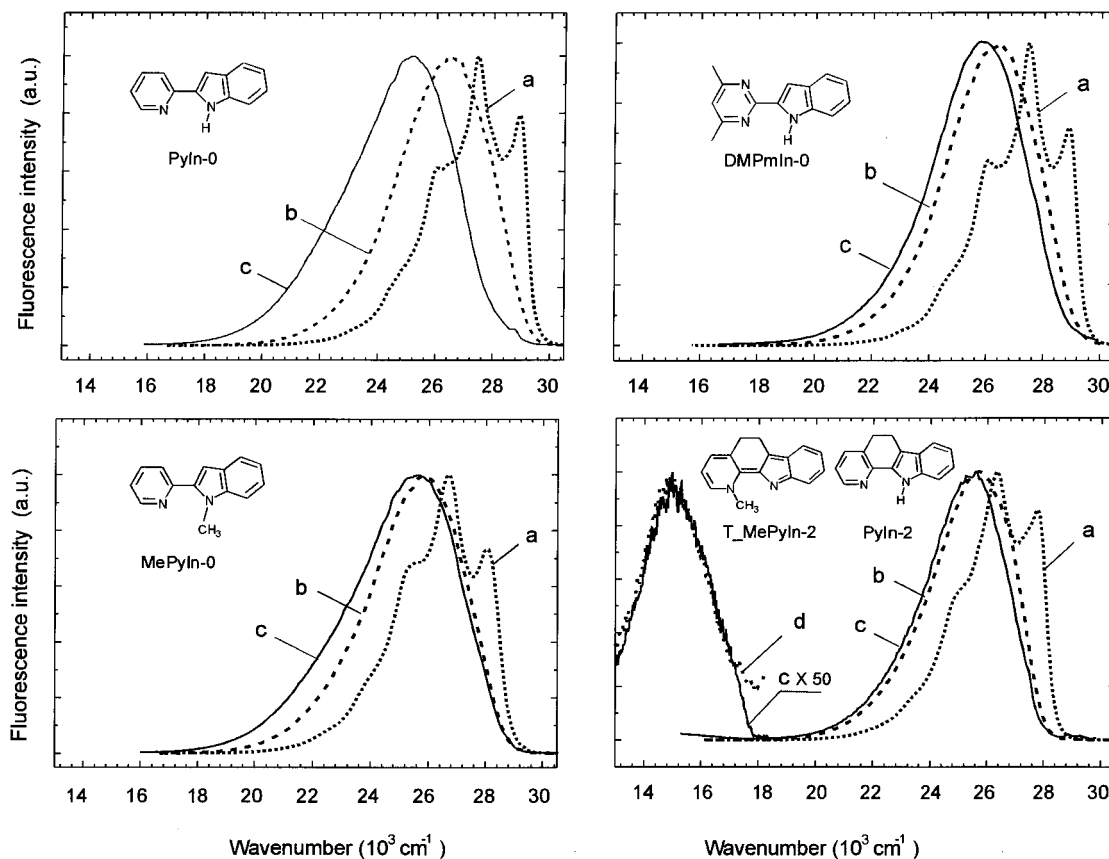 Fluorescence intensity (a.u.)
N
N
H
PyIn-0
a
b
c
14 16 18 20 22 24 26 28 30
N
N
N
H
DMPmIn-0
a
b
c
14 16 18 20 22 24 26 28 30
Fluorescence intensity (a.u.)
N
N
CH3
MePyIn-0
a
b
c
14 16 18 20 22 24 26 28 30
Wavenumber (10³ cm⁻¹)
N
CH3
N
T_MePyIn-2
N
N
H
PyIn-2
a
b
c
d
C X 50
14 16 18 20 22 24 26 28 30
Wavenumber (10³ cm⁻¹)